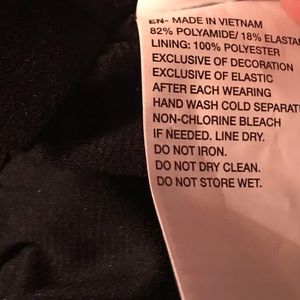 EN- MADE IN VIETNAM
82% POLYAMIDE/ 18% ELASTA
LINING: 100% POLYESTER
EXCLUSIVE OF DECORATION
EXCLUSIVE OF ELASTIC
AFTER EACH WEARING
HAND WASH COLD SEPARAT
NON-CHLORINE BLEACH
IF NEEDED. LINE DRY.
DO NOT IRON.
DO NOT DRY CLEAN.
DO NOT STORE WET.